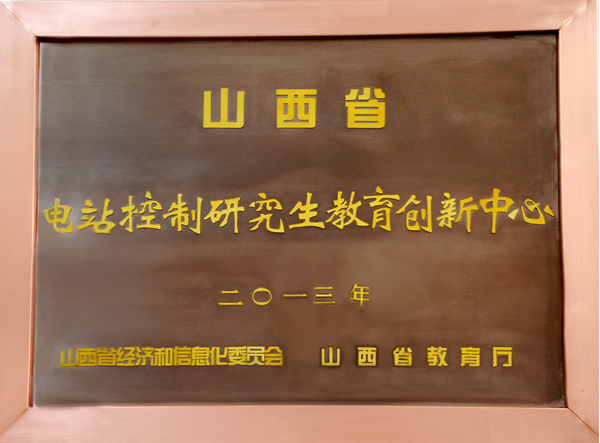 山西省
电站控制研究生教育创新中心
二〇一三年
山西省经济和信息化委员会 山西省教育厅